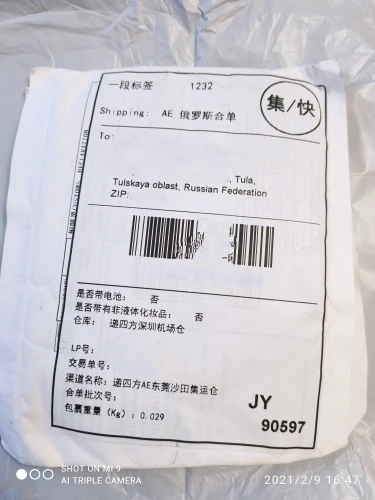 一段标签 1232
集/快
Shipping: AE 俄罗斯合单
To
., Tula,
Tulskaya oblast, Russian Federation
ZIP:
是否带电池: 否
是否带有非液体化妆品: 否
仓库: 递四方深圳机场仓
LP号:
交易单号:
渠道名称: 递四方AE东莞沙田集运仓
合单批次号:
包裹重量 (Kg): 0.029
JY
90597
SHOT ON MI 9
AI TRIPLE CAMERA
2021/2/9 16:47